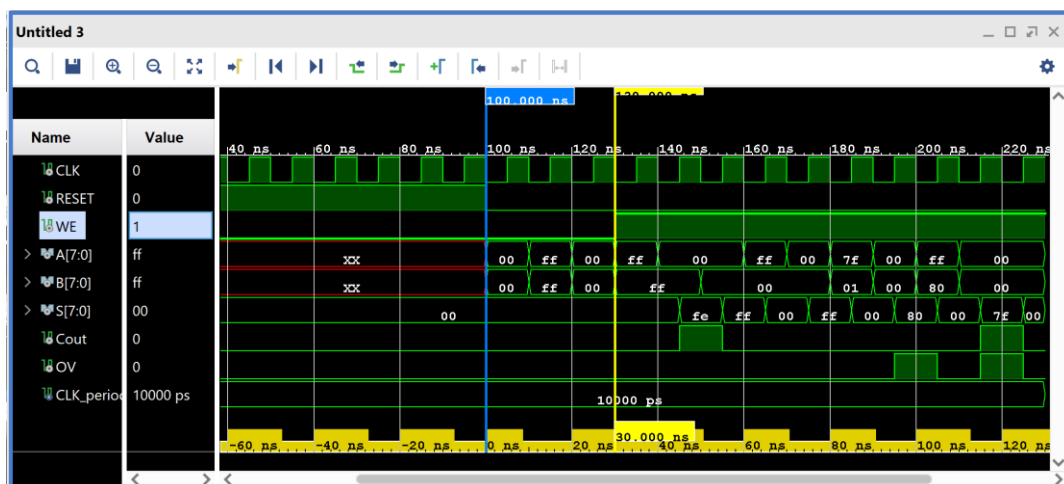 Untitled 3
Name Value
100.000 ns
40 ns 60 ns 80 ns 100 ns 120 ns 140 ns 160 ns 180 ns 200 ns 220 ns
CLK 0
RESET 0
WE 1
A[7:0] ff XX 00 ff 00 ff 00 ff 00 7f 00 ff 00
B[7:0] ff XX 00 ff 00 ff 00 01 00 80 00
S[7:0] 00 00 fe ff 00 ff 00 80 00 7f 00
Cout 0
OV 0
CLK_perioc 10000 ps 10000 ps
30.000 ns
-60 ns -40 ns -20 ns 0 ns 20 ns 40 ns 60 ns 80 ns 100 ns 120 ns